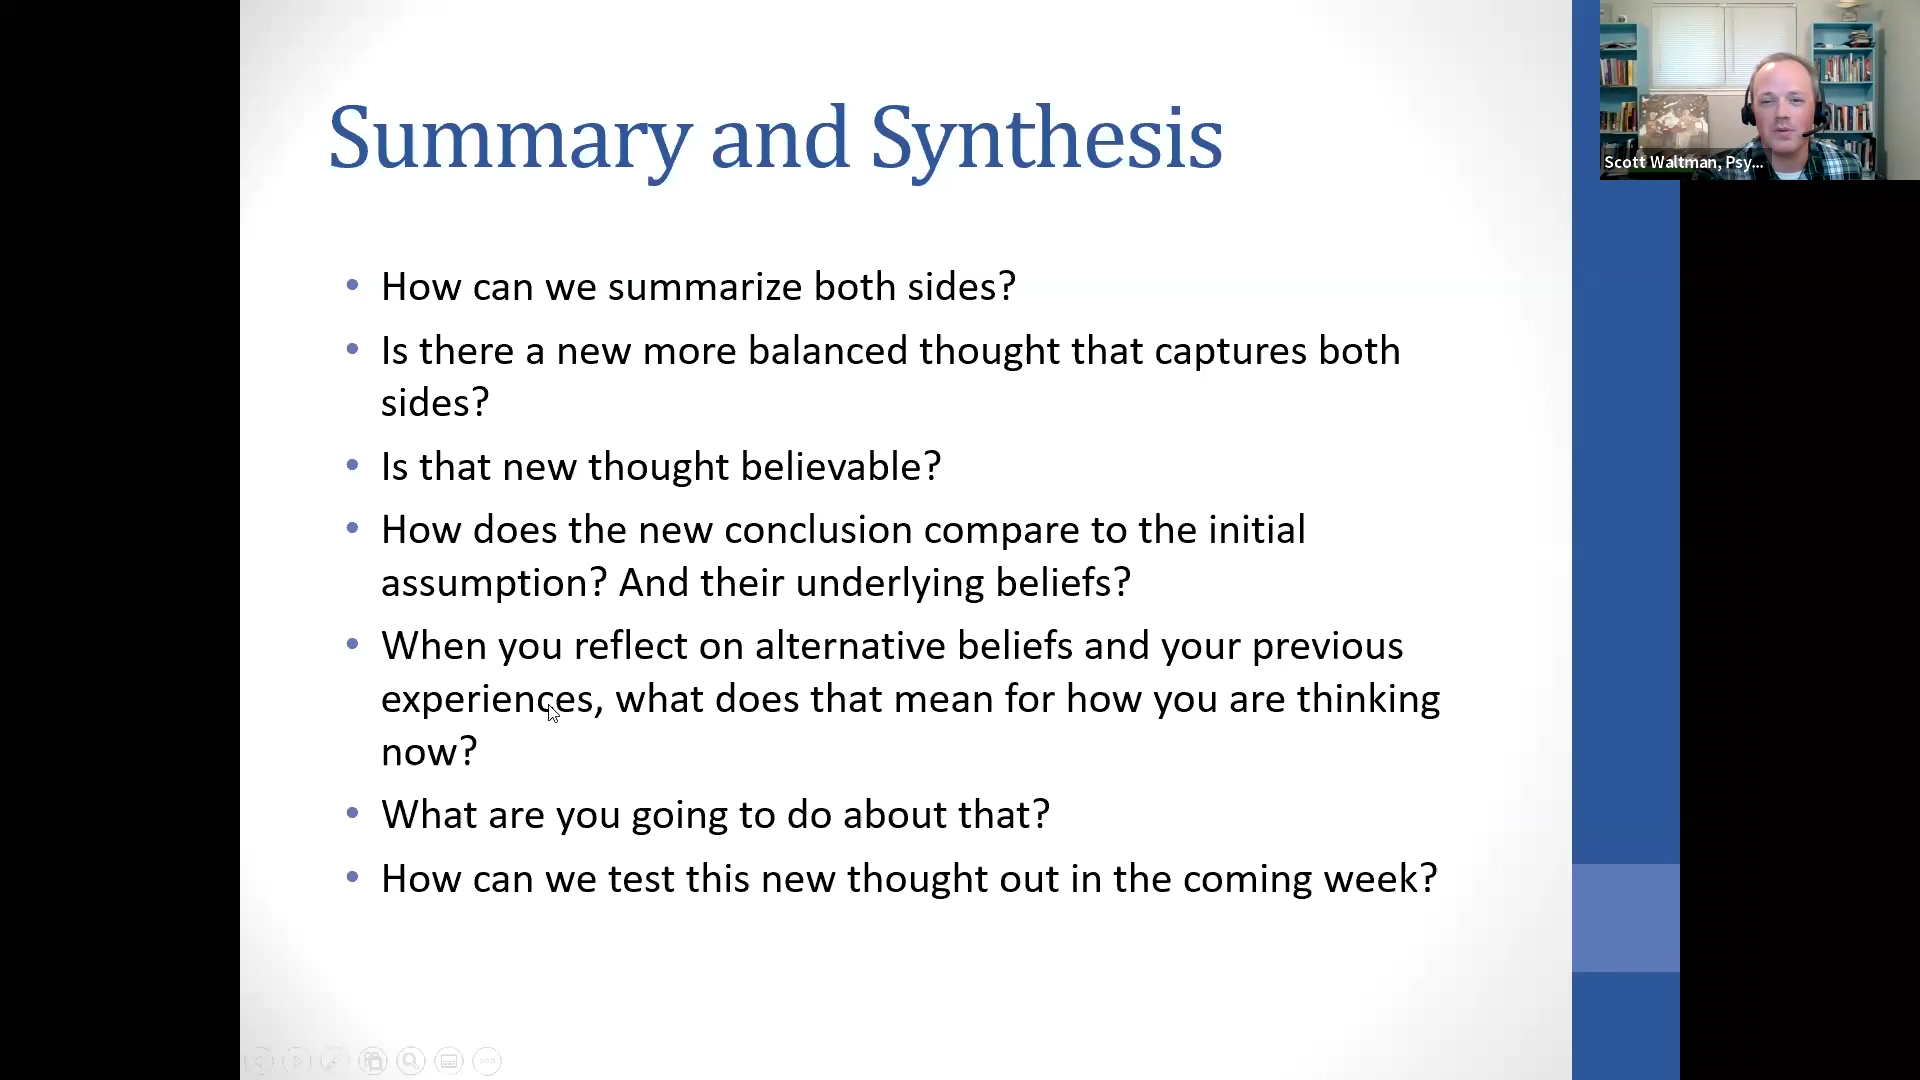 Summary and Synthesis
Scott Waltman, Psy...
• How can we summarize both sides?
• Is there a new more balanced thought that captures both
sides?
• Is that new thought believable?
• How does the new conclusion compare to the initial
assumption? And their underlying beliefs?
• When you reflect on alternative beliefs and your previous
experiences, what does that mean for how you are thinking
now?
• What are you going to do about that?
• How can we test this new thought out in the coming week?